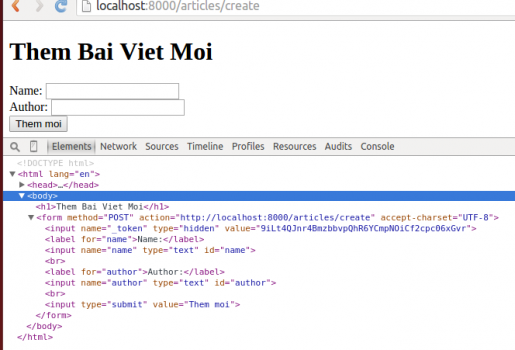 localhost:8000/articles/create
Them Bai Viet Moi
Name:
Author:
Them moi
Elements Network Sources Timeline Profiles Resources Audits Console
<!DOCTYPE html>
<html lang="en">
<head>…</head>
<body>
<h1>Them Bai Viet Moi</h1>
<form method="POST" action="http://localhost:8000/articles/create" accept-charset="UTF-8">
<input name="_token" type="hidden" value="9iLt4QJnr4BmzbbvpQhR6YCmpNOiCf2cpc06xGvr">
<label for="name">Name:</label>
<input name="name" type="text" id="name">
<br>
<label for="author">Author:</label>
<input name="author" type="text" id="author">
<br>
<input type="submit" value="Them moi">
</form>
</body>
</html>